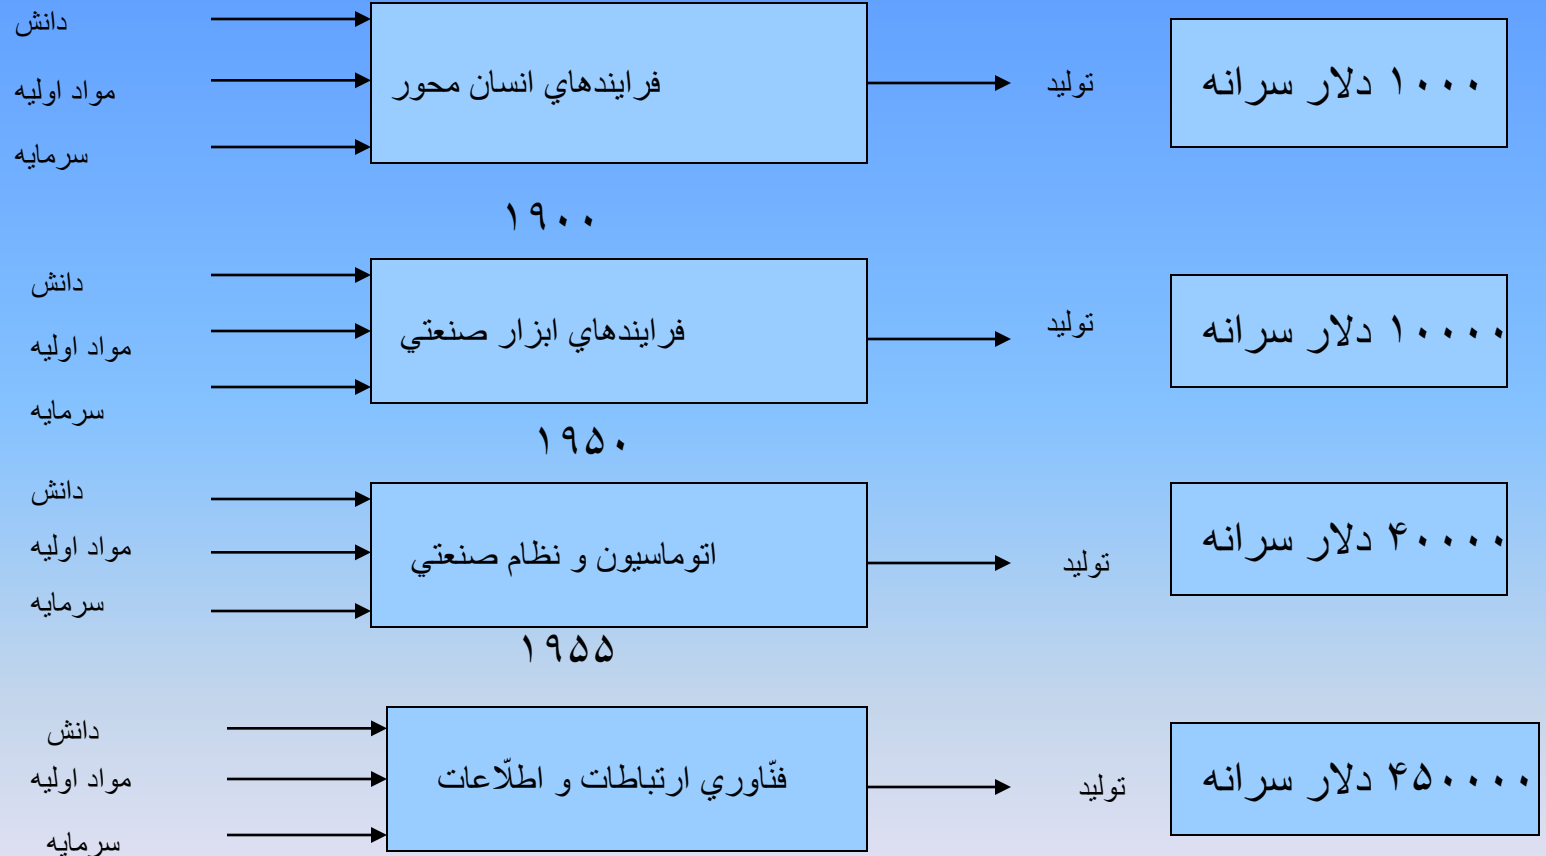 دانش
مواد اوليه
سرمايه
فرايندهاي انسان محور
توليد
۱۰۰۰ دلار سرانه
۱۹۰۰
دانش
مواد اوليه
سرمايه
فرايندهاي ابزار صنعتي
توليد
۱۰۰۰۰ دلار سرانه
۱۹۵۰
دانش
مواد اوليه
سرمايه
اتوماسيون و نظام صنعتي
توليد
۴۰۰۰۰ دلار سرانه
۱۹۵۵
دانش
مواد اوليه
سرمايه
فنّاوري ارتباطات و اطلّاعات
توليد
۴۵۰۰۰۰ دلار سرانه